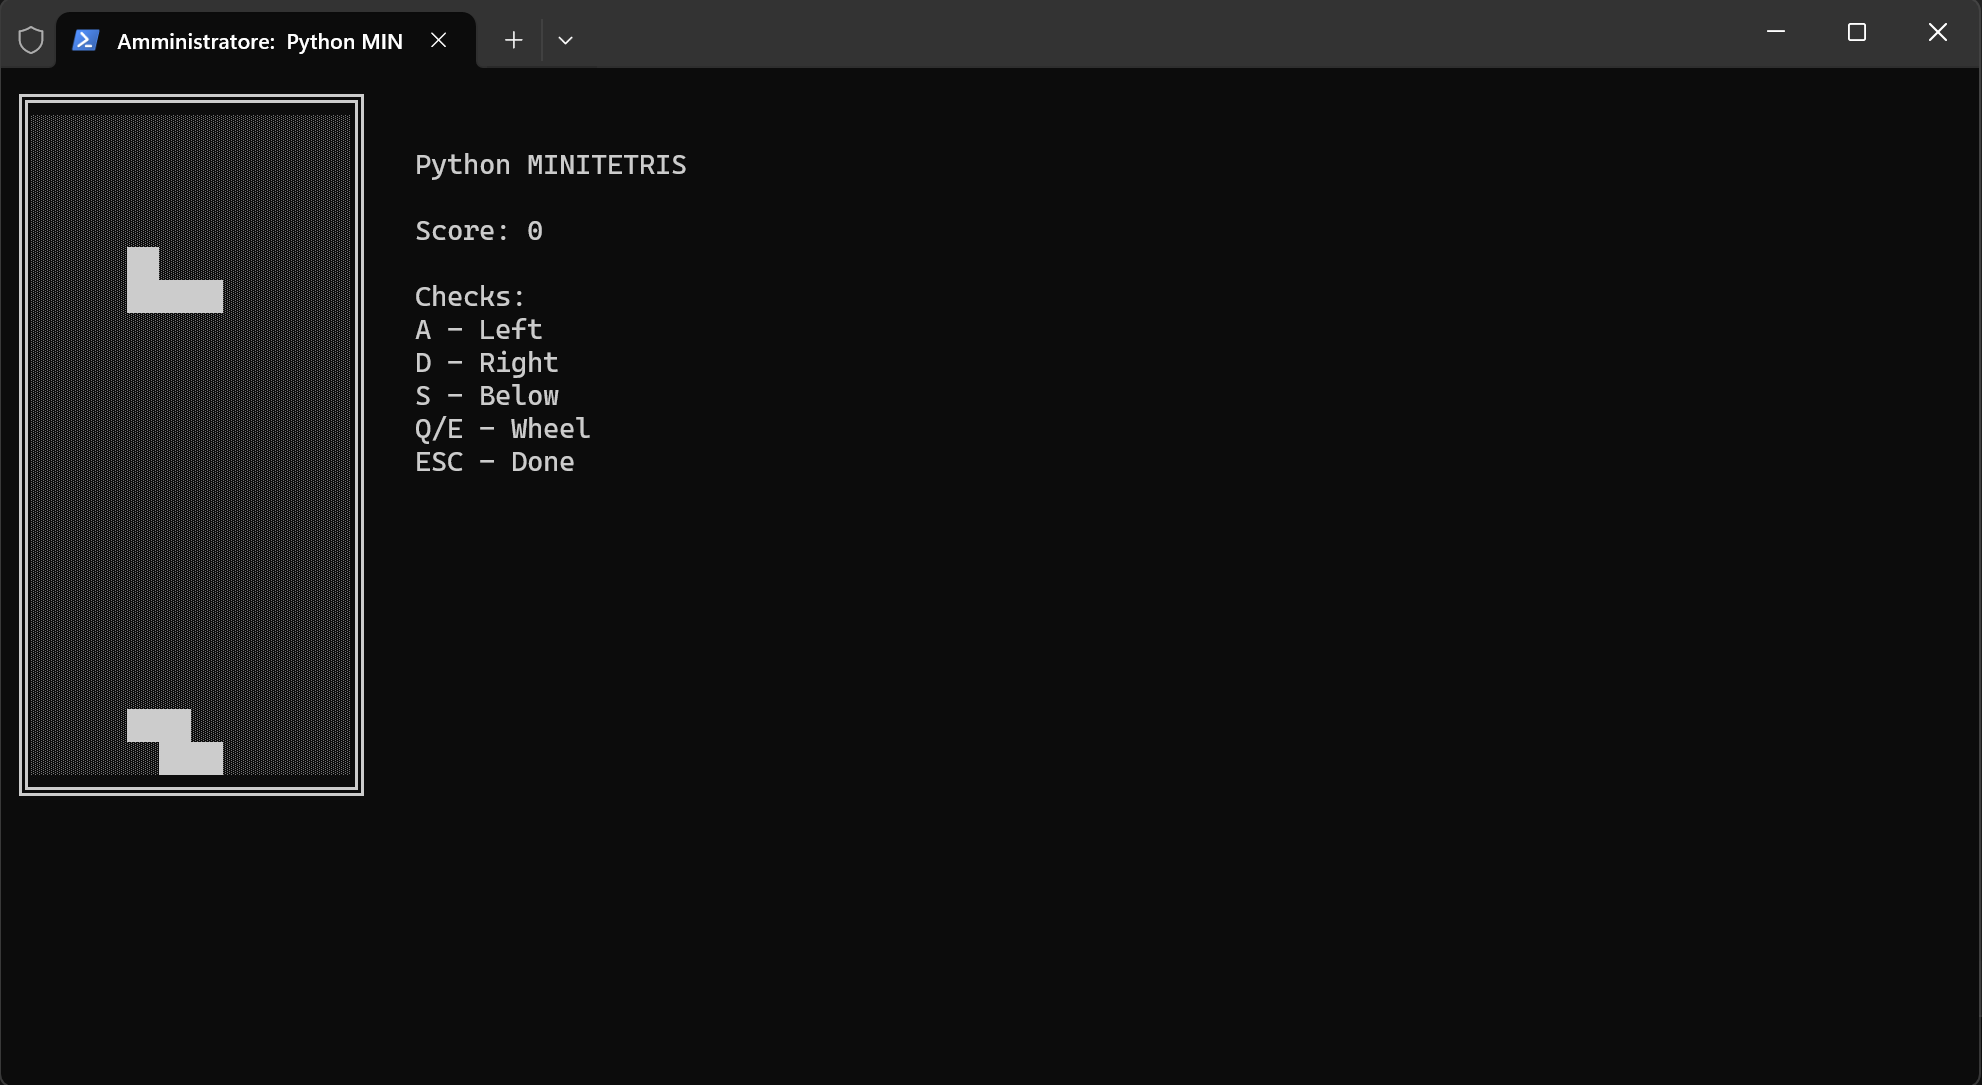 Amministratore: Python MIN
Python MINITETRIS
Score: 0
Checks:
A - Left
D - Right
S - Below
Q/E - Wheel
ESC - Done